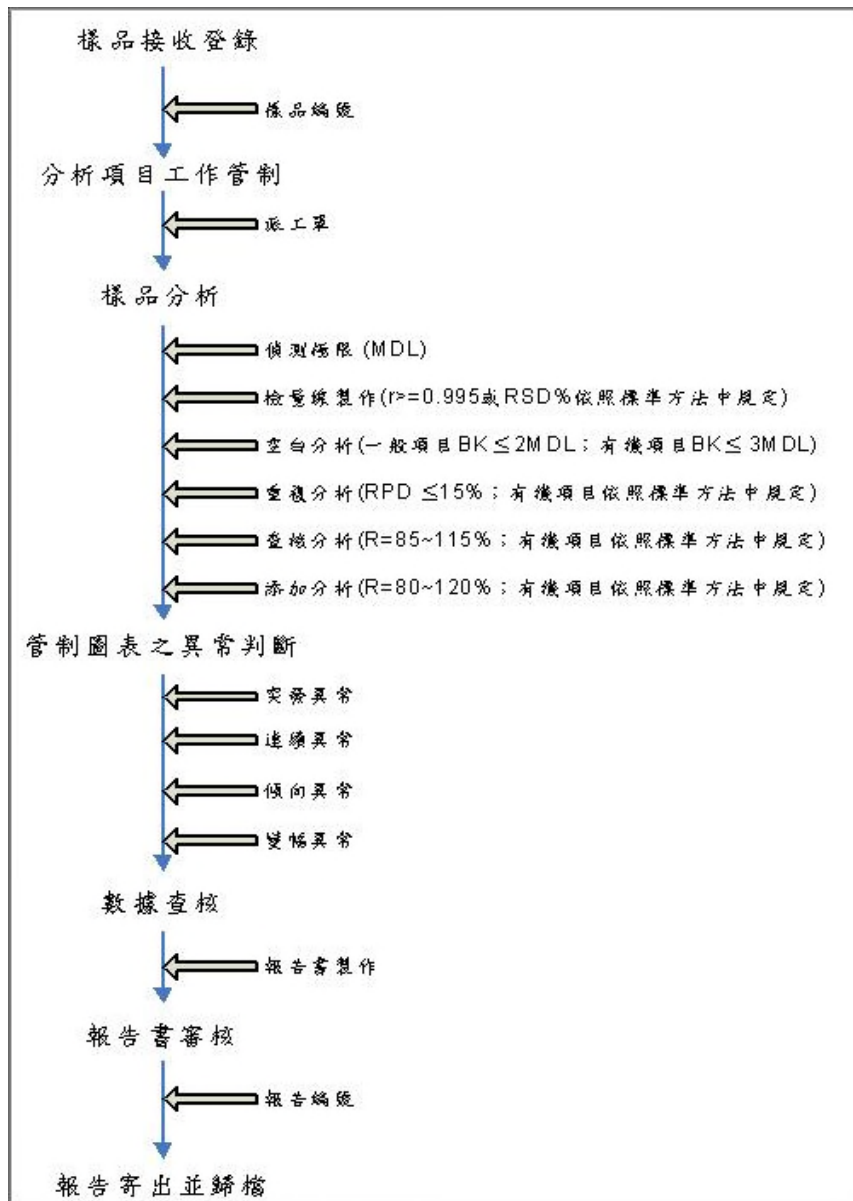 樣品接收登錄
樣品編號
分析項目工作管制
派工單
樣品分析
偵測極限 (MDL)
檢量線製作(r>=0.995或RSD%依照標準方法中規定)
空白分析(一般項目BK≦2MDL；有機項目BK≦ 3MDL)
重複分析(RPD ≦15%；有機項目依照標準方法中規定)
查核分析(R=85~115%；有機項目依照標準方法中規定)
添加分析(R=80~120%；有機項目依照標準方法中規定)
管制圖表之異常判斷
突發異常
連續異常
傾向異常
變幅異常
數據查核
報告書製作
報告書審核
報告編號
報告寄出並歸檔